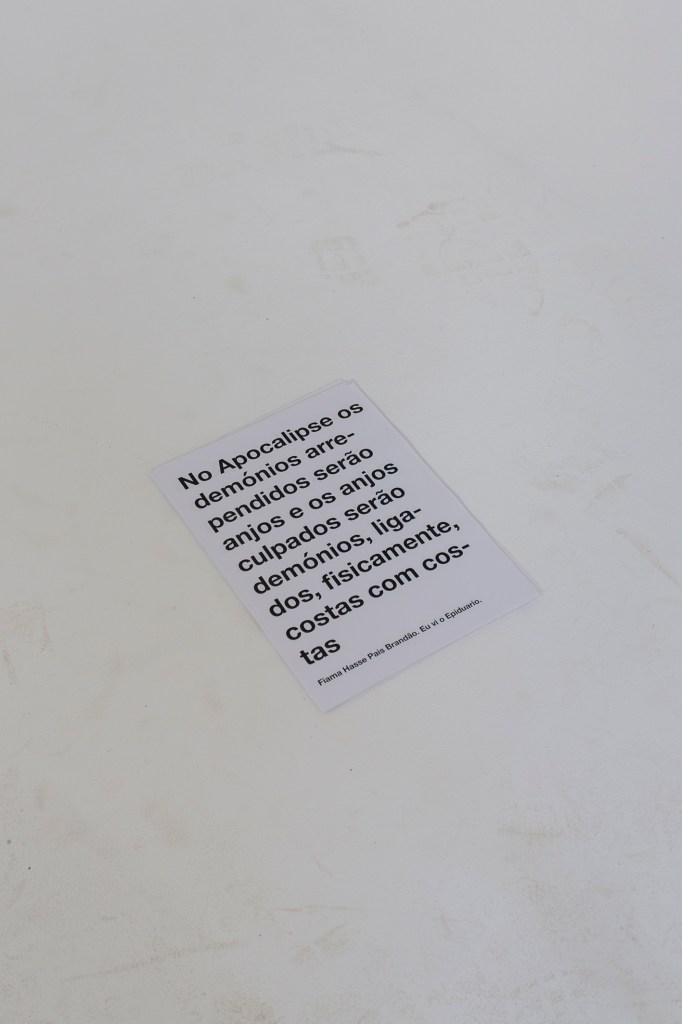 No Apocalipse os
demónios arre-
pendidos serão
anjos e os anjos
culpados serão
demónios, liga-
dos, fisicamente,
costas com cos-
tas
Fiama Hasse Pais Brandão. Eu vi o Epiduario.